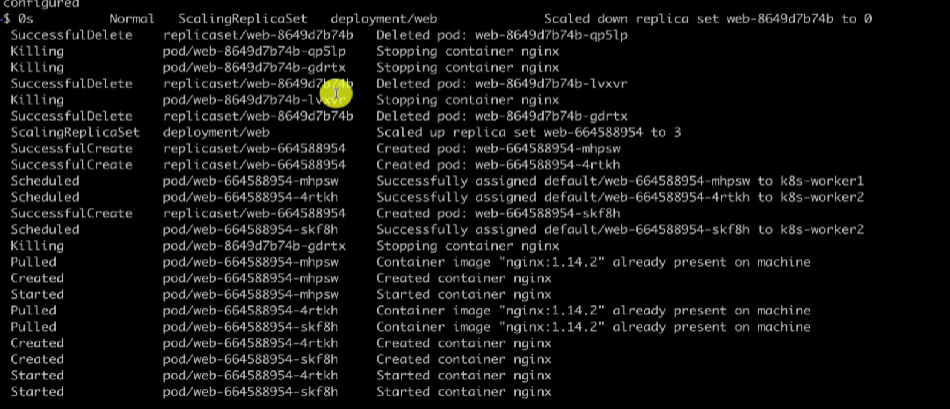 configured
$ 0s Normal ScalingReplicaSet deployment/web Scaled down replica set web-8649d7b74b to 0
SuccessfulDelete replicaset/web-8649d7b74b Deleted pod: web-8649d7b74b-qp5lp
Killing pod/web-8649d7b74b-qp5lp Stopping container nginx
Killing pod/web-8649d7b74b-gdrtx Stopping container nginx
SuccessfulDelete replicaset/web-8649d7b74b Deleted pod: web-8649d7b74b-lvxvr
Killing pod/web-8649d7b74b-lvxvr Stopping container nginx
SuccessfulDelete replicaset/web-8649d7b74b Deleted pod: web-8649d7b74b-gdrtx
ScalingReplicaSet deployment/web Scaled up replica set web-664588954 to 3
SuccessfulCreate replicaset/web-664588954 Created pod: web-664588954-mhpsw
SuccessfulCreate replicaset/web-664588954 Created pod: web-664588954-4rtkh
Scheduled pod/web-664588954-mhpsw Successfully assigned default/web-664588954-mhpsw to k8s-worker1
Scheduled pod/web-664588954-4rtkh Successfully assigned default/web-664588954-4rtkh to k8s-worker2
SuccessfulCreate replicaset/web-664588954 Created pod: web-664588954-skf8h
Scheduled pod/web-664588954-skf8h Successfully assigned default/web-664588954-skf8h to k8s-worker2
Killing pod/web-8649d7b74b-gdrtx Stopping container nginx
Pulled pod/web-664588954-mhpsw Container image "nginx:1.14.2" already present on machine
Created pod/web-664588954-mhpsw Created container nginx
Started pod/web-664588954-mhpsw Started container nginx
Pulled pod/web-664588954-4rtkh Container image "nginx:1.14.2" already present on machine
Pulled pod/web-664588954-skf8h Container image "nginx:1.14.2" already present on machine
Created pod/web-664588954-4rtkh Created container nginx
Created pod/web-664588954-skf8h Created container nginx
Started pod/web-664588954-4rtkh Started container nginx
Started pod/web-664588954-skf8h Started container nginx